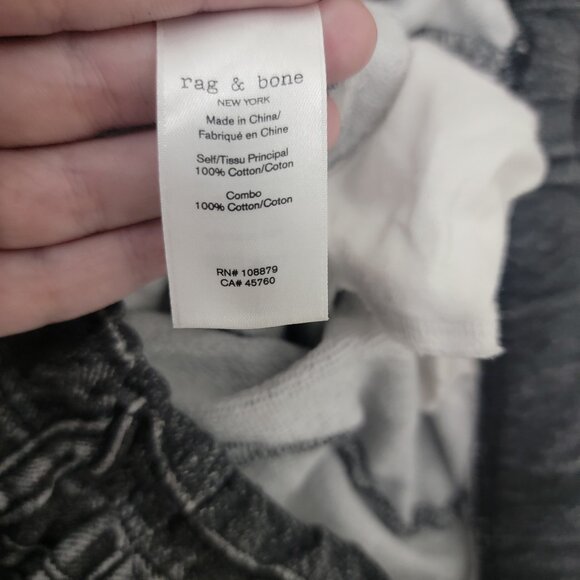 rag & bone
NEW YORK
Made in China/
Fabriqué en Chine
Self/Tissu Principal
100% Cotton/Coton
Combo
100% Cotton/Coton
RN# 108879
CA# 45760